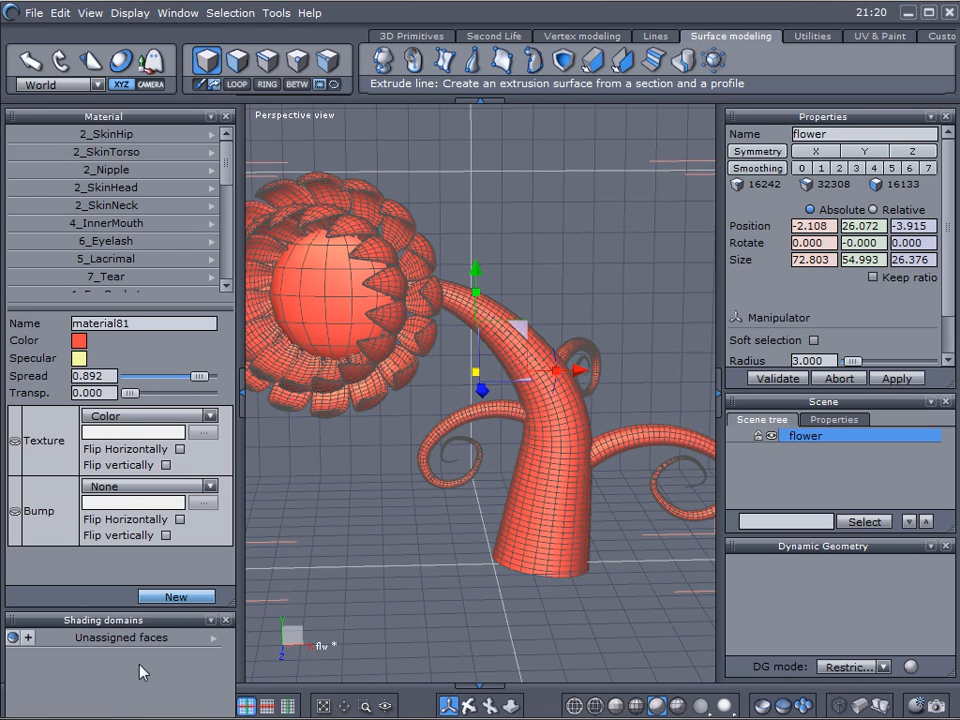 File Edit View Display Window Selection Tools Help 21:20
3D Primitives Second Life Vertex modeling Lines Surface modeling Utilities UV & Paint Custo
World XYZ CAMERA LOOP RING BETW
Extrude line: Create an extrusion surface from a section and a profile
Material
2_SkinHip
2_SkinTorso
2_Nipple
2_SkinHead
2_SkinNeck
4_InnerMouth
6_Eyelash
5_Lacrimal
7_Tear
Name material81
Color
Specular
Spread 0.892
Transp. 0.000
Color
Texture ...
Flip Horizontally
Flip vertically
None
Bump ...
Flip Horizontally
Flip vertically
New
Shading domains
+ Unassigned faces
Perspective view
Y
X flw *
Z
Properties
Name flower
Symmetry X Y Z
Smoothing 0 1 2 3 4 5 6 7
16242 32308 16133
Absolute Relative
Position -2.108 26.072 -3.915
Rotate 0.000 -0.000 0.000
Size 72.803 54.993 26.376
Keep ratio
Manipulator
Soft selection
Radius 3.000
Validate Abort Apply
Scene
Scene tree Properties
flower
Select
Dynamic Geometry
DG mode: Restric...